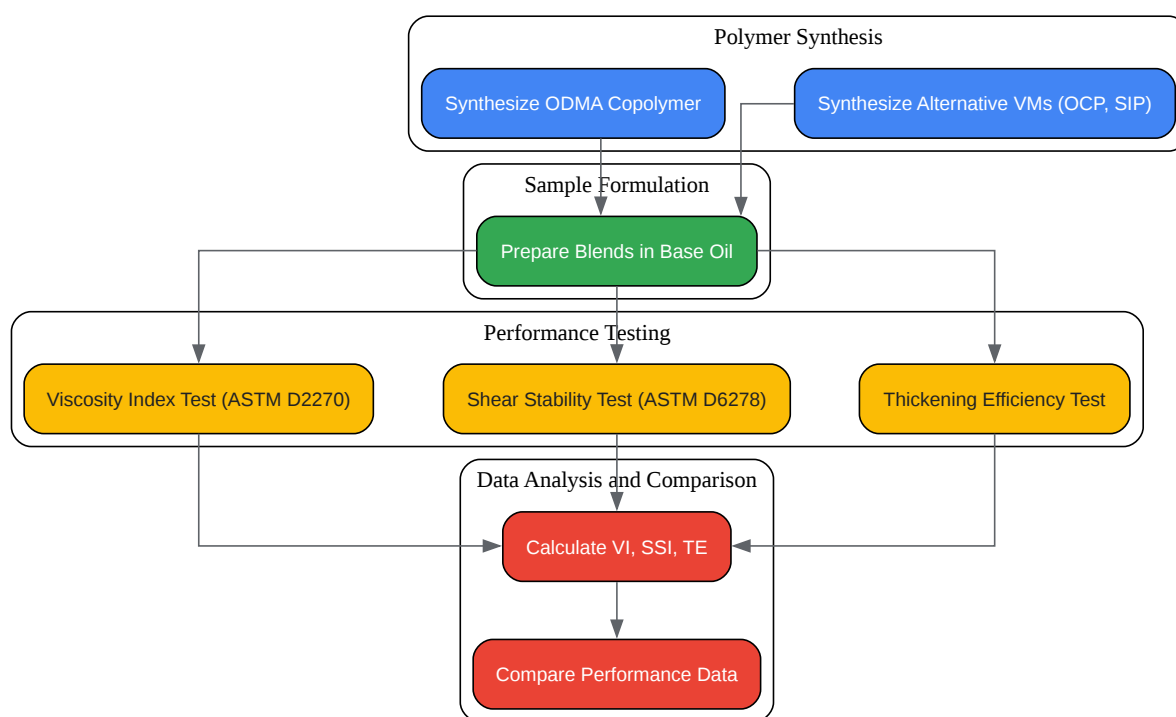 Polymer Synthesis
Synthesize ODMA Copolymer
Synthesize Alternative VMs (OCP, SIP)
Sample Formulation
Prepare Blends in Base Oil
Performance Testing
Viscosity Index Test (ASTM D2270)
Shear Stability Test (ASTM D6278)
Thickening Efficiency Test
Data Analysis and Comparison
Calculate VI, SSI, TE
Compare Performance Data